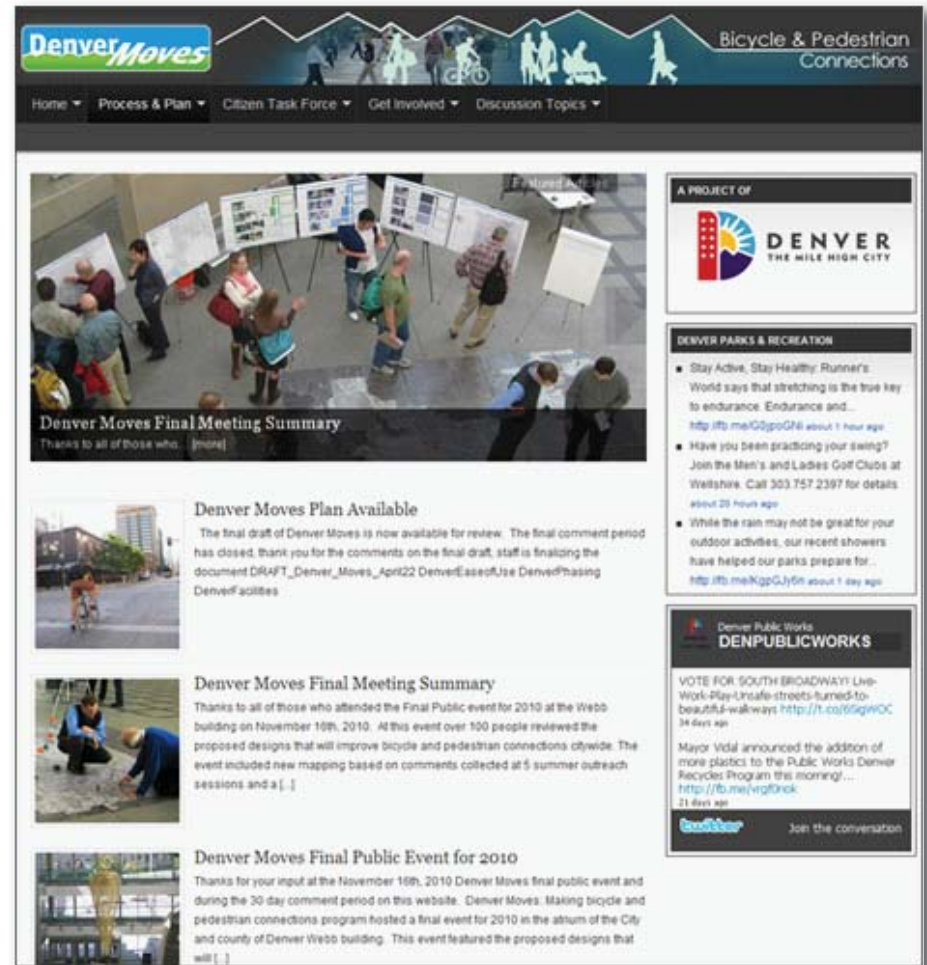 Denver Moves
Bicycle & Pedestrian
Connections
Home
Process & Plan
Citizen Task Force
Get Involved
Discussion Topics
Featured Articles
Denver Moves Final Meeting Summary
Thanks to all of those who... [more]
Denver Moves Plan Available
The final draft of Denver Moves is now available for review. The final comment period
has closed, thank you for the comments on the final draft, staff is finalizing the
document DRAFT_Denver_Moves_April22 DenverEaseofUse DenverPhasing
DenverFacilities
Denver Moves Final Meeting Summary
Thanks to all of those who attended the Final Public event for 2010 at the Webb
building on November 16th, 2010. At this event over 100 people reviewed the
proposed designs that will improve bicycle and pedestrian connections citywide. The
event included new mapping based on comments collected at 5 summer outreach
sessions and a [...]
Denver Moves Final Public Event for 2010
Thanks for your input at the November 16th, 2010 Denver Moves final public event and
during the 30 day comment period on this website. Denver Moves: Making bicycle and
pedestrian connections program hosted a final event for 2010 in the atrium of the City
and county of Denver Webb building. This event featured the proposed designs that
will [...]
A PROJECT OF
DENVER
THE MILE HIGH CITY
DENVER PARKS & RECREATION
Stay Active, Stay Healthy: Runner's
World says that stretching is the true key
to endurance. Endurance and...
about 1 hour ago
Have you been practicing your swing?
Join the Men's and Ladies Golf Clubs at
Wellshire. Call 303.757.2397 for details
about 20 hours ago
While the rain may not be great for your
outdoor activities, our recent showers
have helped our parks prepare for...
http://fb.me/KgpGJy6n about 1 day ago
Denver Public Works
DENPUBLICWORKS
VOTE FOR SOUTH BROADWAY! Live-
Work-Play-Unsafe-streets-turned-to-
beautiful-walkways
34 days ago
Mayor Vidal announced the addition of
more plastics to the Public Works Denver
Recycles Program this morning!...
21 days ago
twitter
Join the conversation